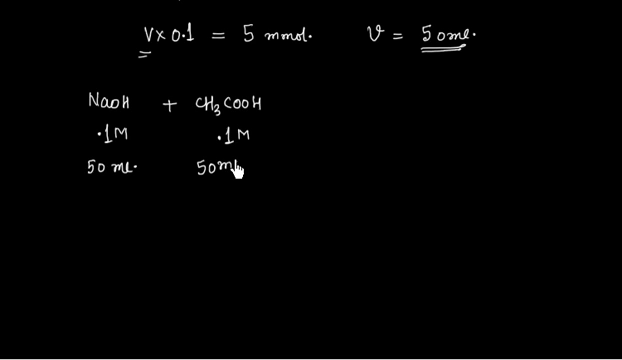 V × 0.1 = 5 mmol. V = 50 ml.
NaOH + CH₃COOH
.1M .1M
50 ml. 50 ml